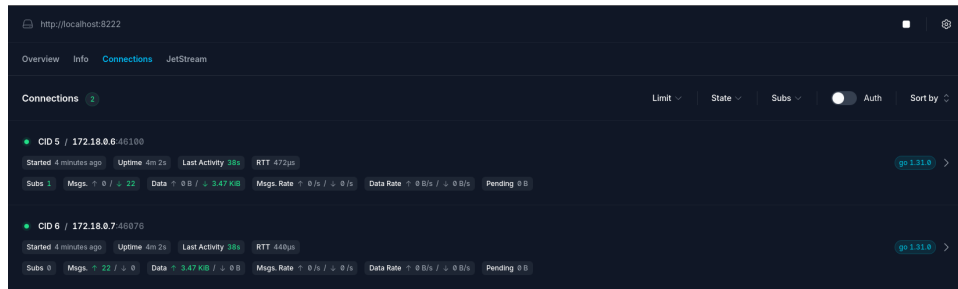 http://localhost:8222
Overview Info Connections JetStream
Connections 2 Limit State Subs Auth Sort by
CID 5 / 172.18.0.6:46100
Started 4 minutes ago Uptime 4m 2s Last Activity 38s RTT 472µs go 1.31.0
Subs 1 Msgs. ↑ 0 / ↓ 22 Data ↑ 0 B / ↓ 3.47 KiB Msgs. Rate ↑ 0 /s / ↓ 0 /s Data Rate ↑ 0 B/s / ↓ 0 B/s Pending 0 B
CID 6 / 172.18.0.7:46076
Started 4 minutes ago Uptime 4m 2s Last Activity 38s RTT 440µs go 1.31.0
Subs 0 Msgs. ↑ 22 / ↓ 0 Data ↑ 3.47 KiB / ↓ 0 B Msgs. Rate ↑ 0 /s / ↓ 0 /s Data Rate ↑ 0 B/s / ↓ 0 B/s Pending 0 B